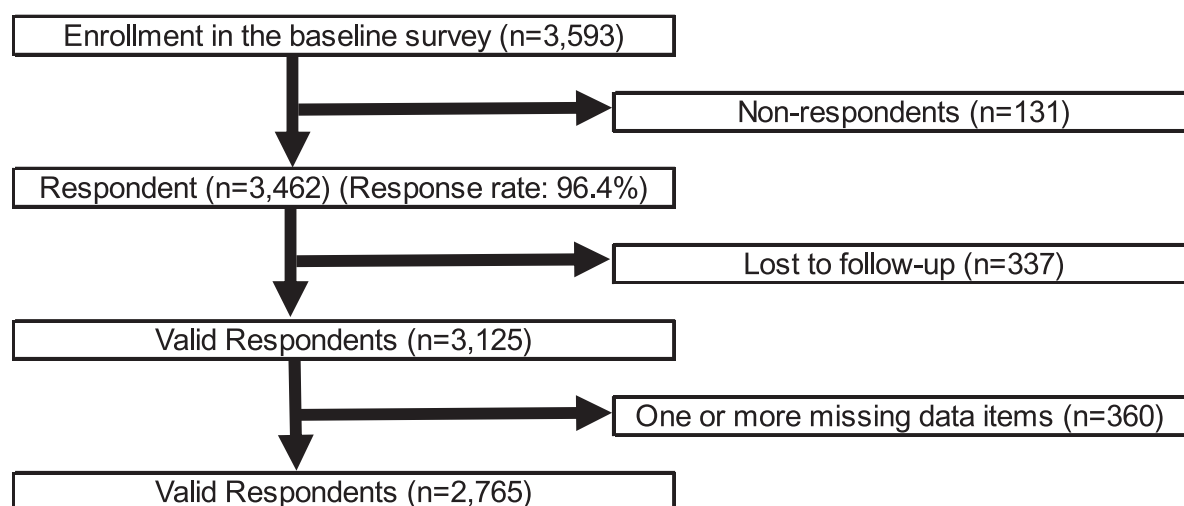 Enrollment in the baseline survey (n=3,593)
Non-respondents (n=131)
Respondent (n=3,462) (Response rate: 96.4%)
Lost to follow-up (n=337)
Valid Respondents (n=3,125)
One or more missing data items (n=360)
Valid Respondents (n=2,765)